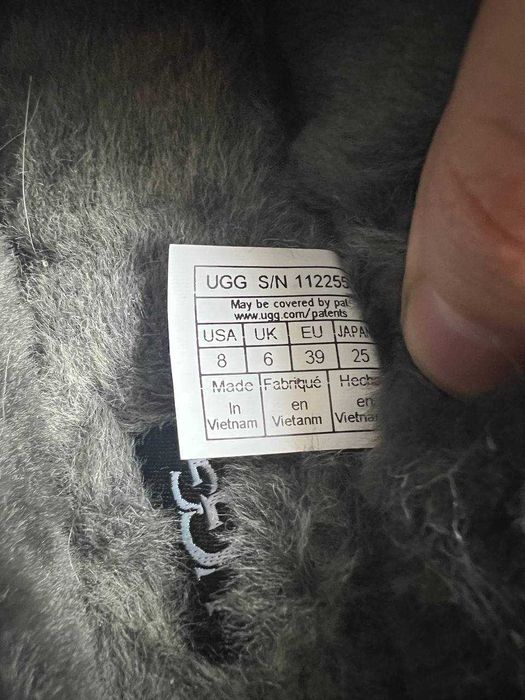 UGG S/N 112255
May be covered by pat
www.ugg.com/patents
USA UK EU JAPAN
8 6 39 25
Made Fabriqué Hech
In en en
Vietnam Vietanm Vietna